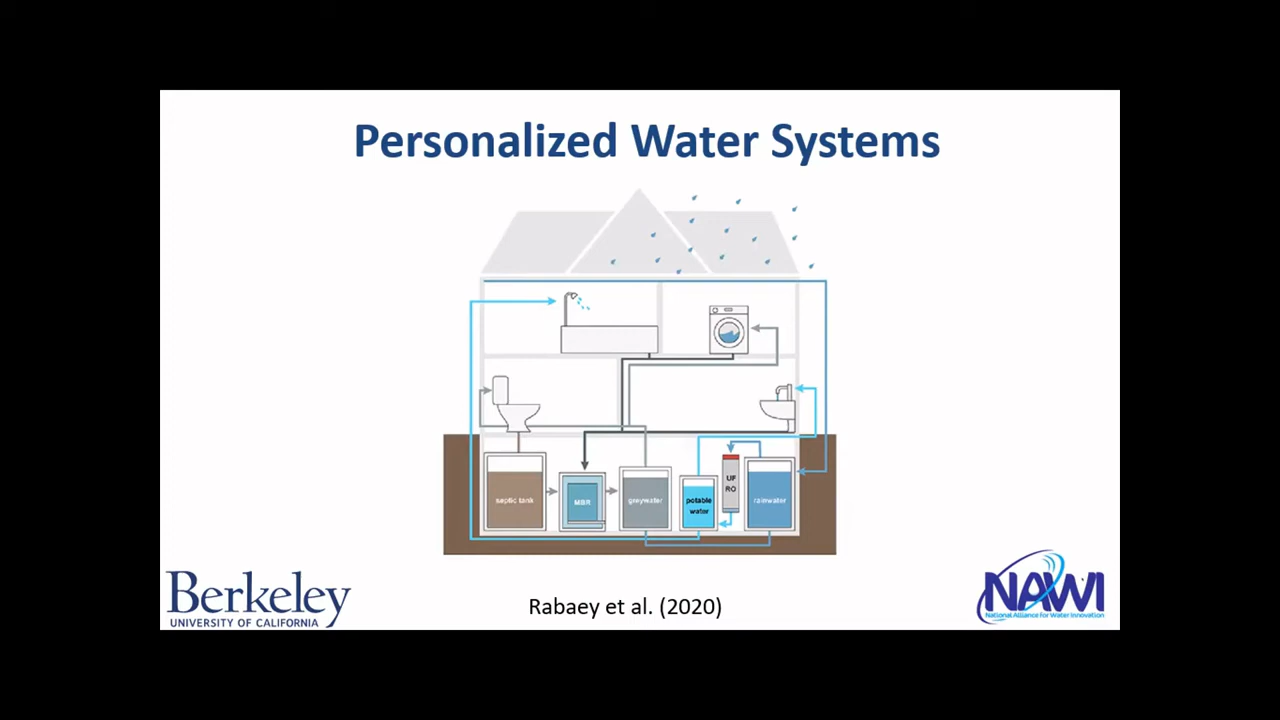 Personalized Water Systems
septic tank
MBR
greywater
potable
water
UF
RO
rainwater
Berkeley
UNIVERSITY OF CALIFORNIA
Rabaey et al. (2020)
NAWI
National Alliance for Water Innovation